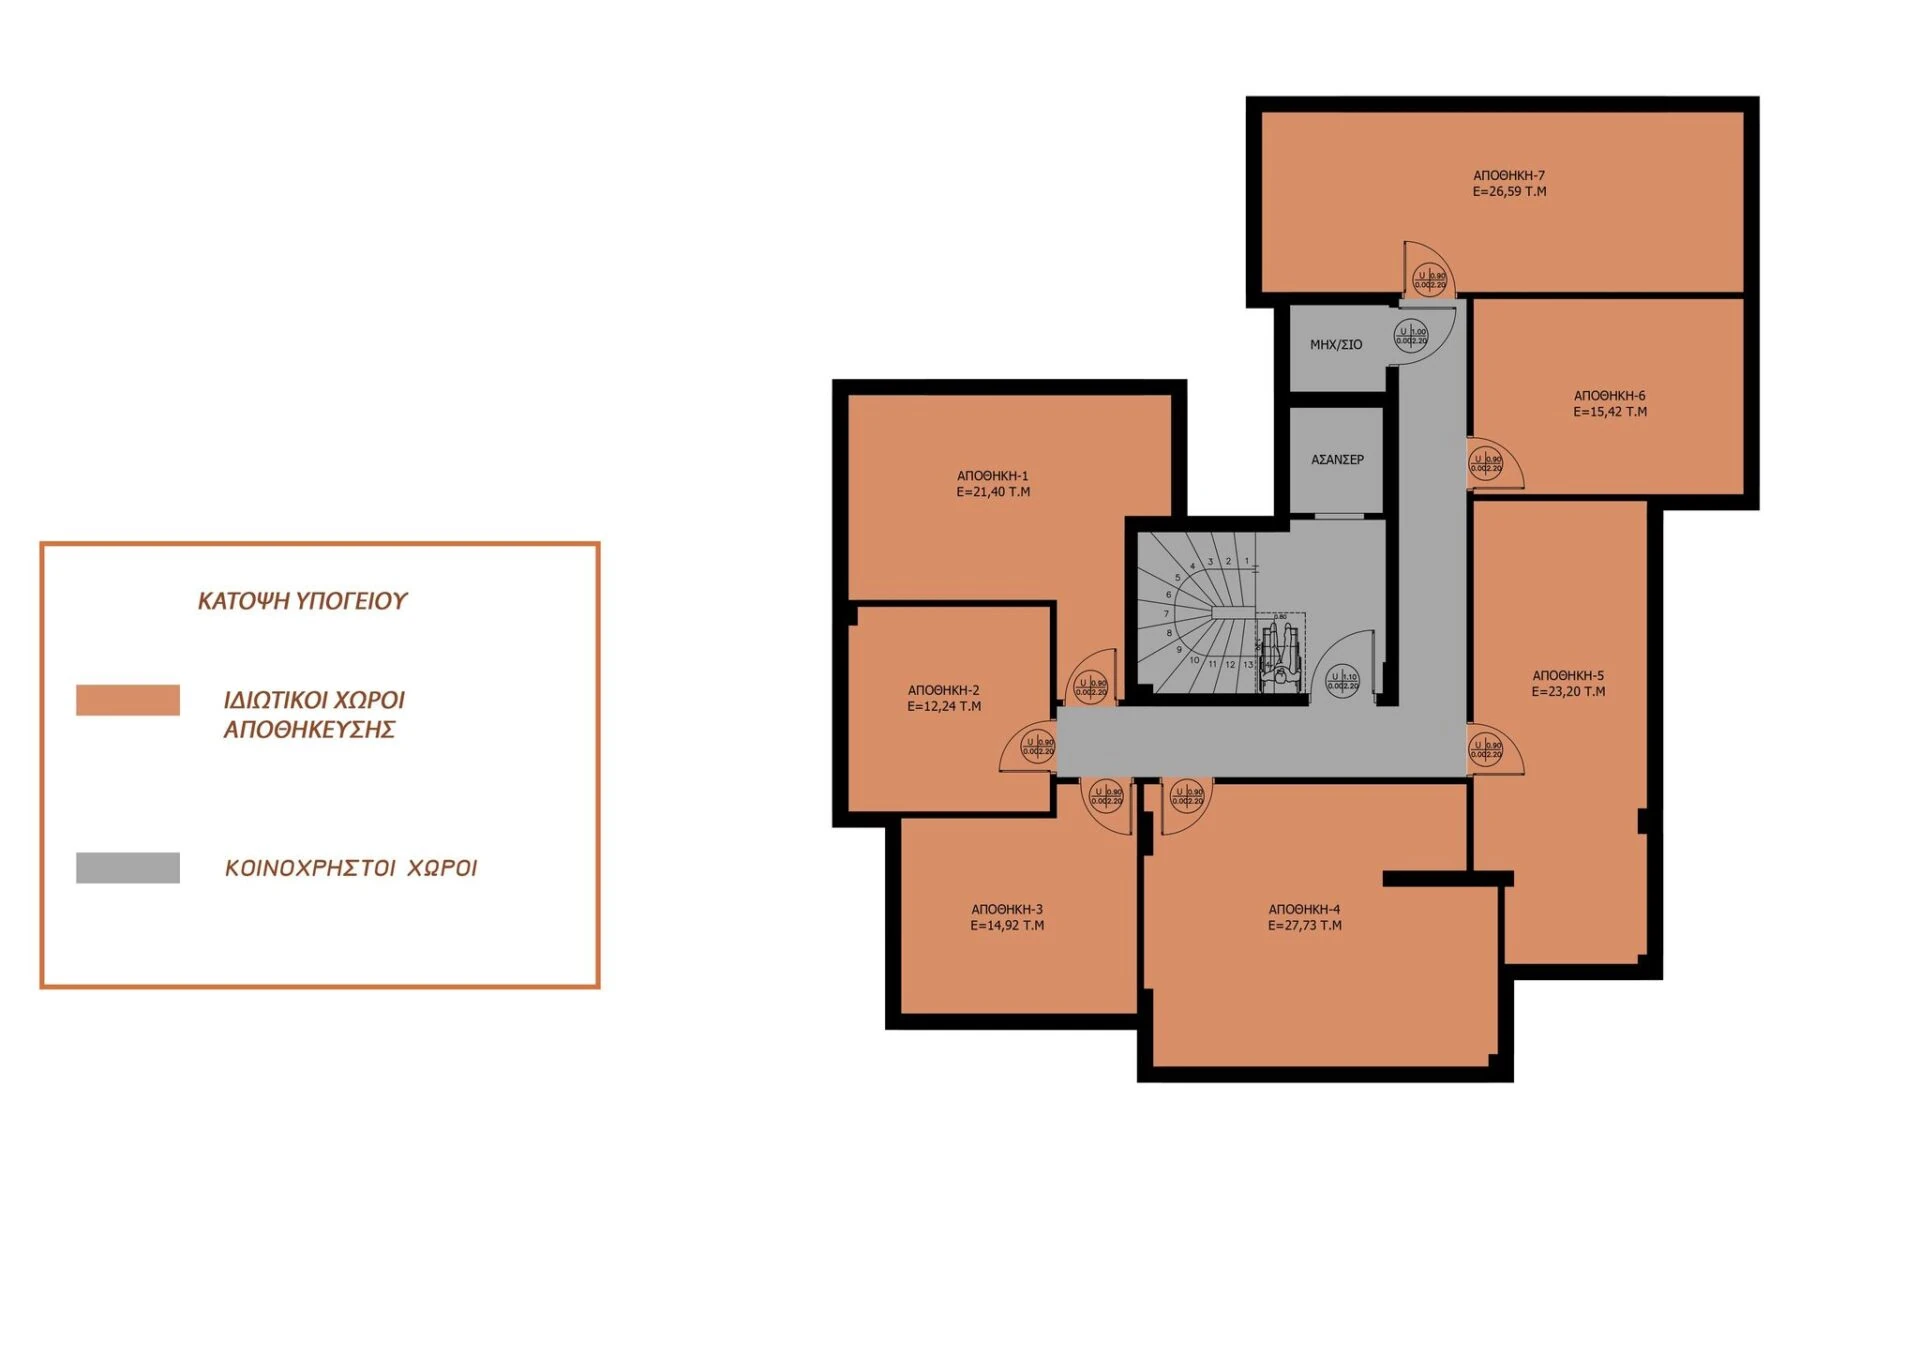 ΑΠΟΘΗΚΗ-7
E=26,59 Τ.Μ
U 0.90
0.00 2.20
ΜΗΧ/ΣΙΟ
U 1.00
0.00 2.20
ΑΠΟΘΗΚΗ-6
E=15,42 Τ.Μ
ΑΣΑΝΣΕΡ
U 0.90
0.00 2.20
ΑΠΟΘΗΚΗ-1
E=21,40 Τ.Μ
1
2
3
4
5
6
7
8
9
10
11
12
13
0.80
ΚΑΤΟΨΗ ΥΠΟΓΕΙΟΥ
ΙΔΙΩΤΙΚΟΙ ΧΩΡΟΙ
ΑΠΟΘΗΚΕΥΣΗΣ
ΚΟΙΝΟΧΡΗΣΤΟΙ ΧΩΡΟΙ
ΑΠΟΘΗΚΗ-2
E=12,24 Τ.Μ
U 0.90
0.00 2.20
U 1.10
0.00 2.20
ΑΠΟΘΗΚΗ-5
E=23,20 Τ.Μ
U 0.90
0.00 2.20
U 0.90
0.00 2.20
U 0.90
0.00 2.20
U 0.90
0.00 2.20
ΑΠΟΘΗΚΗ-3
E=14,92 Τ.Μ
ΑΠΟΘΗΚΗ-4
E=27,73 Τ.Μ